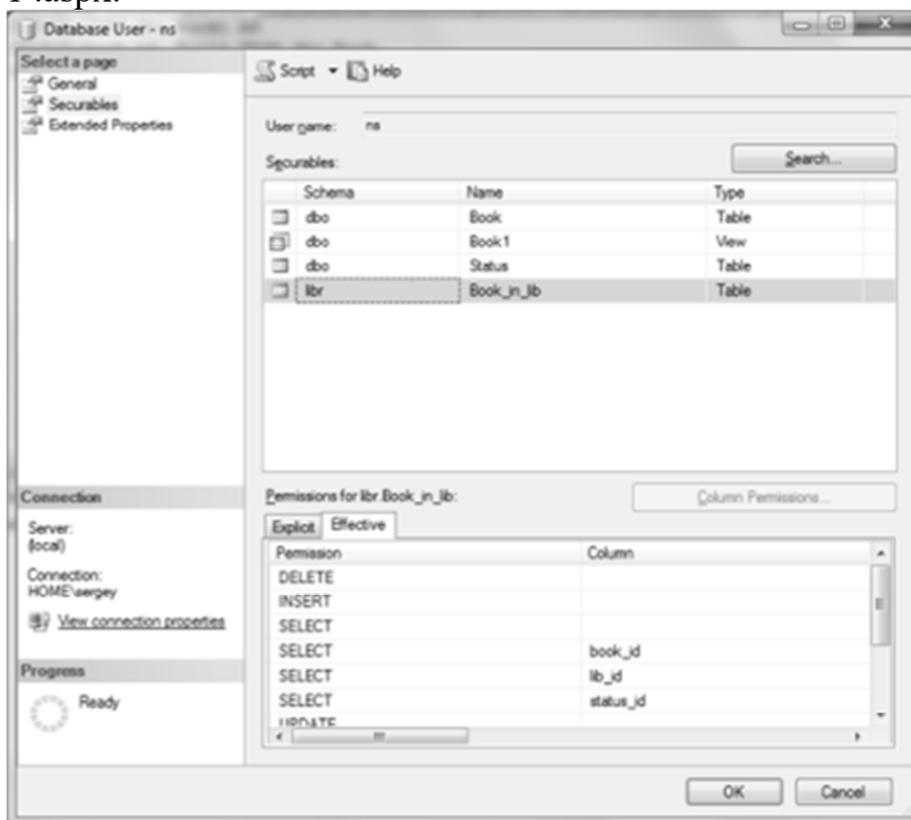 Database User - ns
Select a page
General
Securables
Extended Properties
Script Help
User name: ns
Securables:
Search...
Schema Name Type
dbo Book Table
dbo Book1 View
dbo Status Table
libr Book_in_lib Table
Connection
Server:
(local)
Connection:
HOME\sergey
View connection properties
Progress
Ready
Permissions for libr.Book_in_lib:
Column Permissions...
Explicit Effective
Permission Column
DELETE
INSERT
SELECT
SELECT book_id
SELECT lib_id
SELECT status_id
UPDATE
OK Cancel